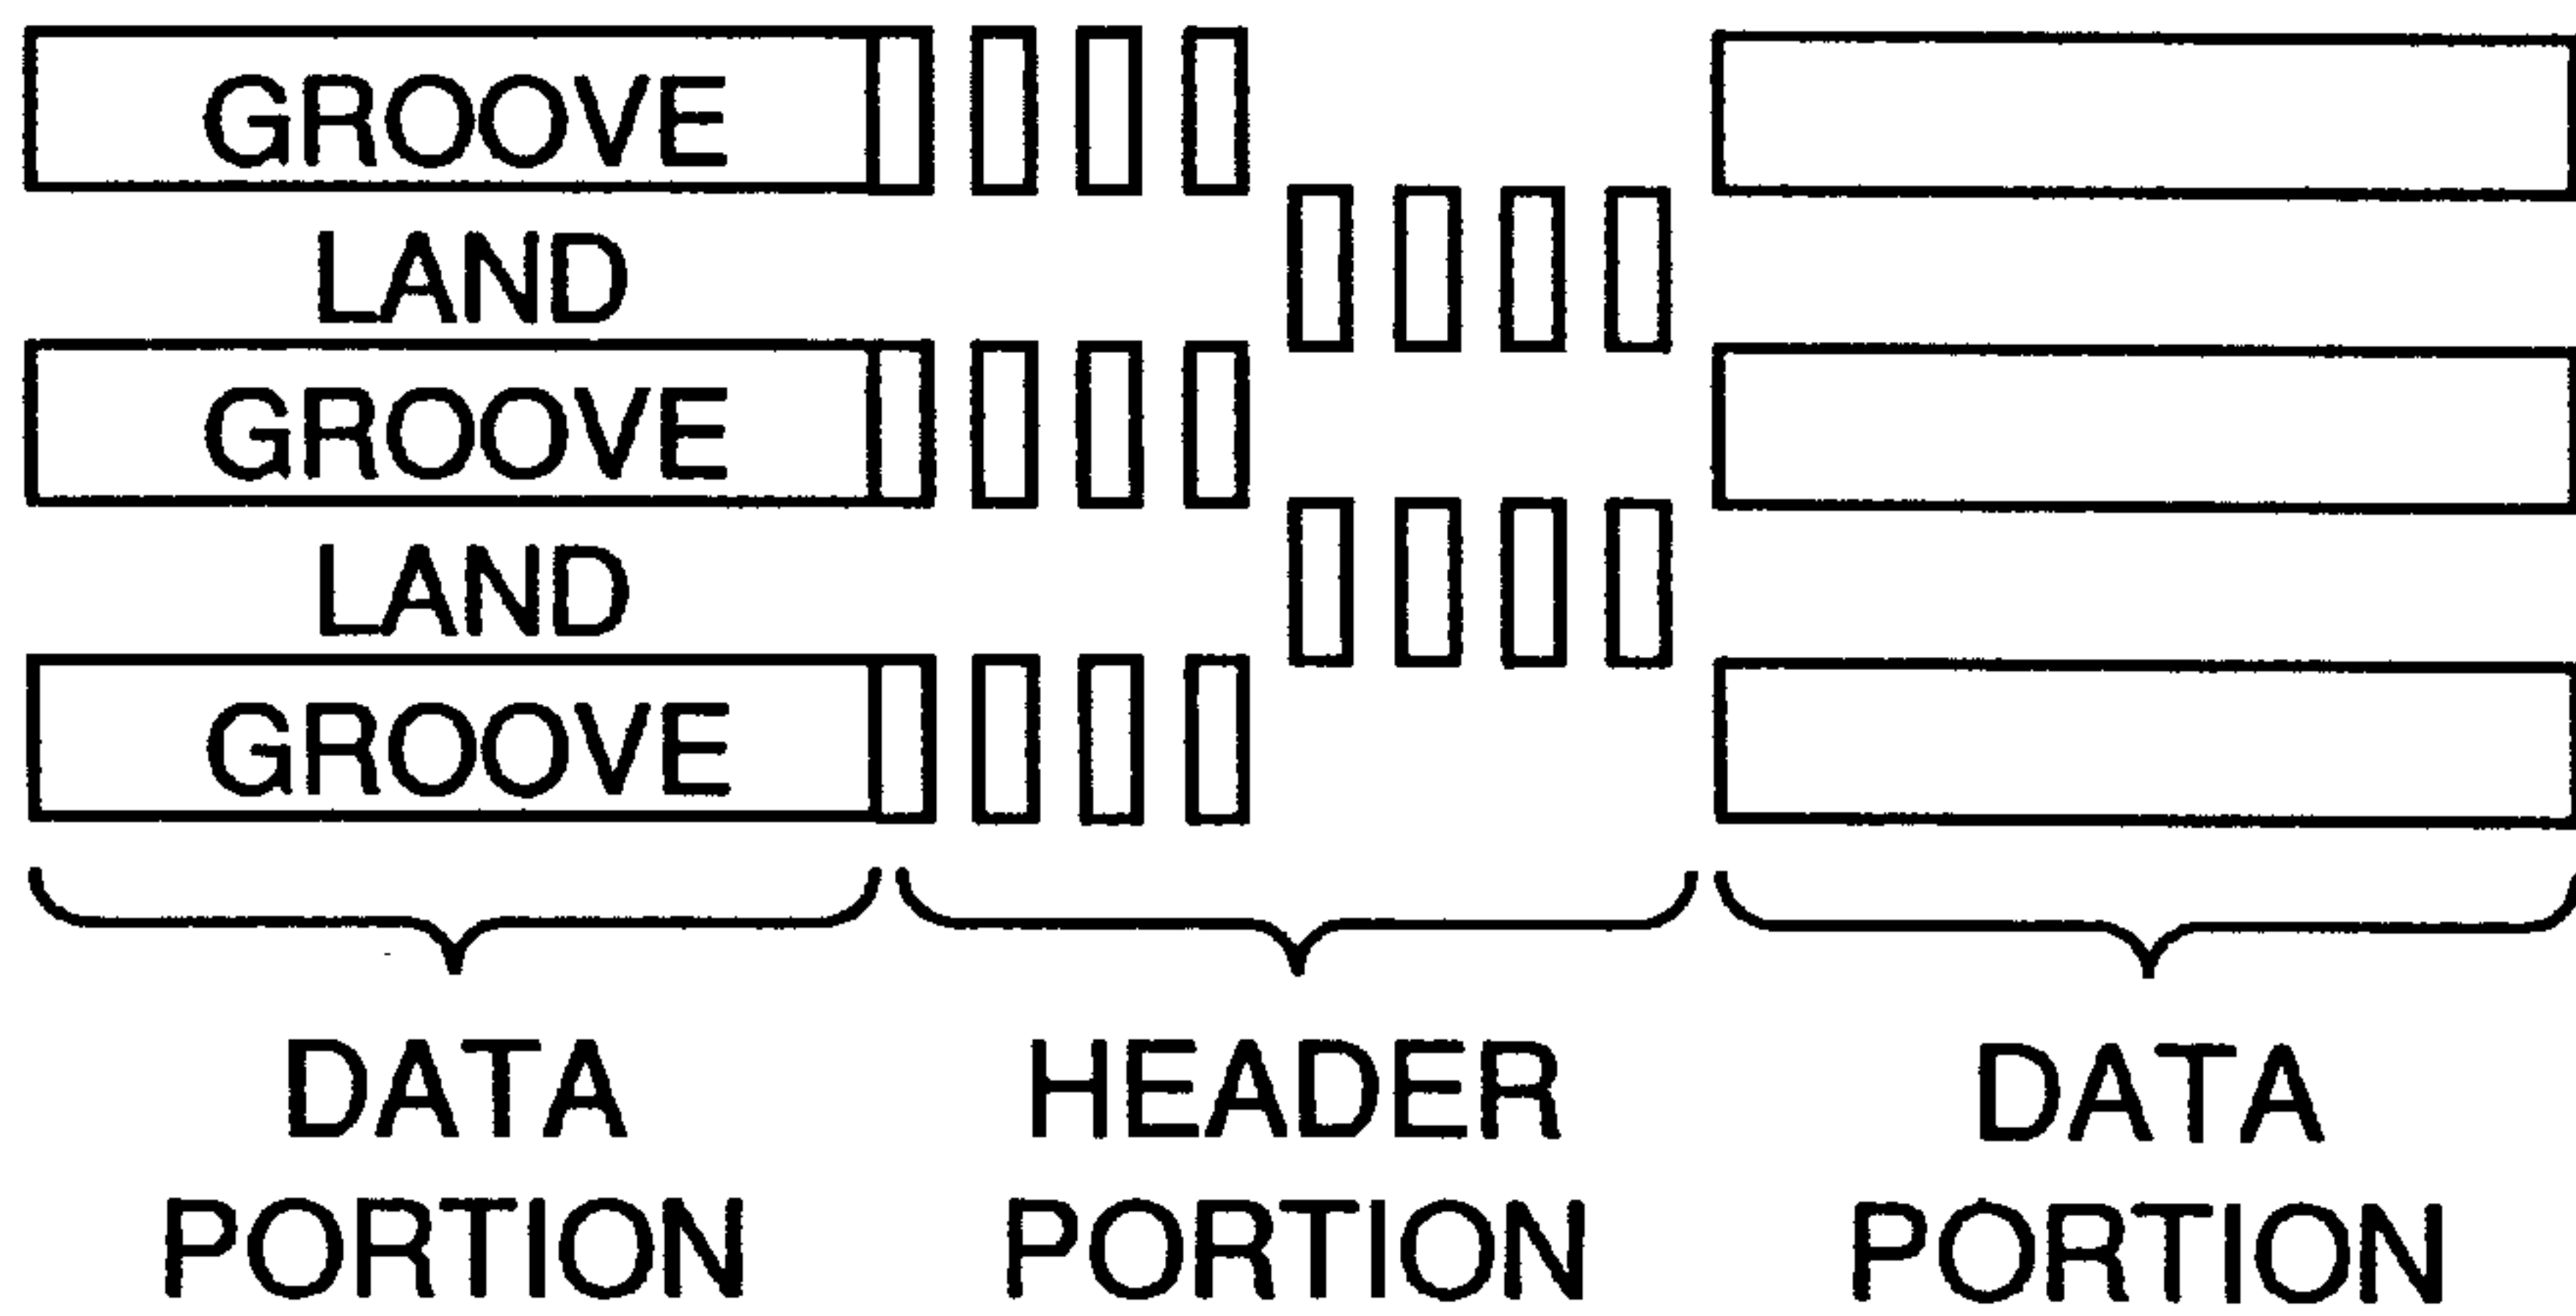 GROOVE
LAND
GROOVE
LAND
GROOVE
DATA
PORTION
HEADER
PORTION
DATA
PORTION